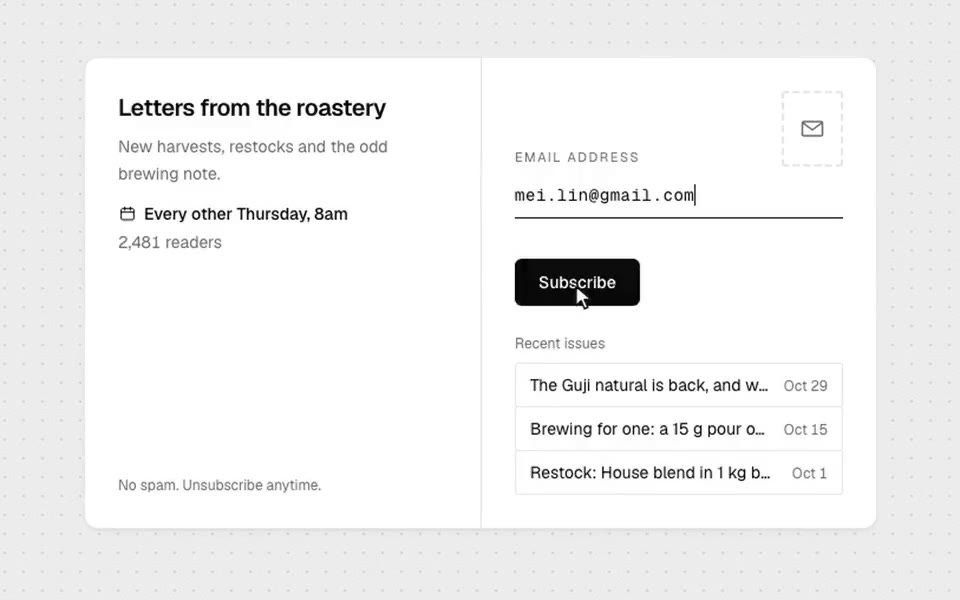 Letters from the roastery
New harvests, restocks and the odd
brewing note.
Every other Thursday, 8am
2,481 readers
No spam. Unsubscribe anytime.
EMAIL ADDRESS
mei.lin@gmail.com
Subscribe
Recent issues
The Guji natural is back, and w... Oct 29
Brewing for one: a 15 g pour o... Oct 15
Restock: House blend in 1 kg b... Oct 1